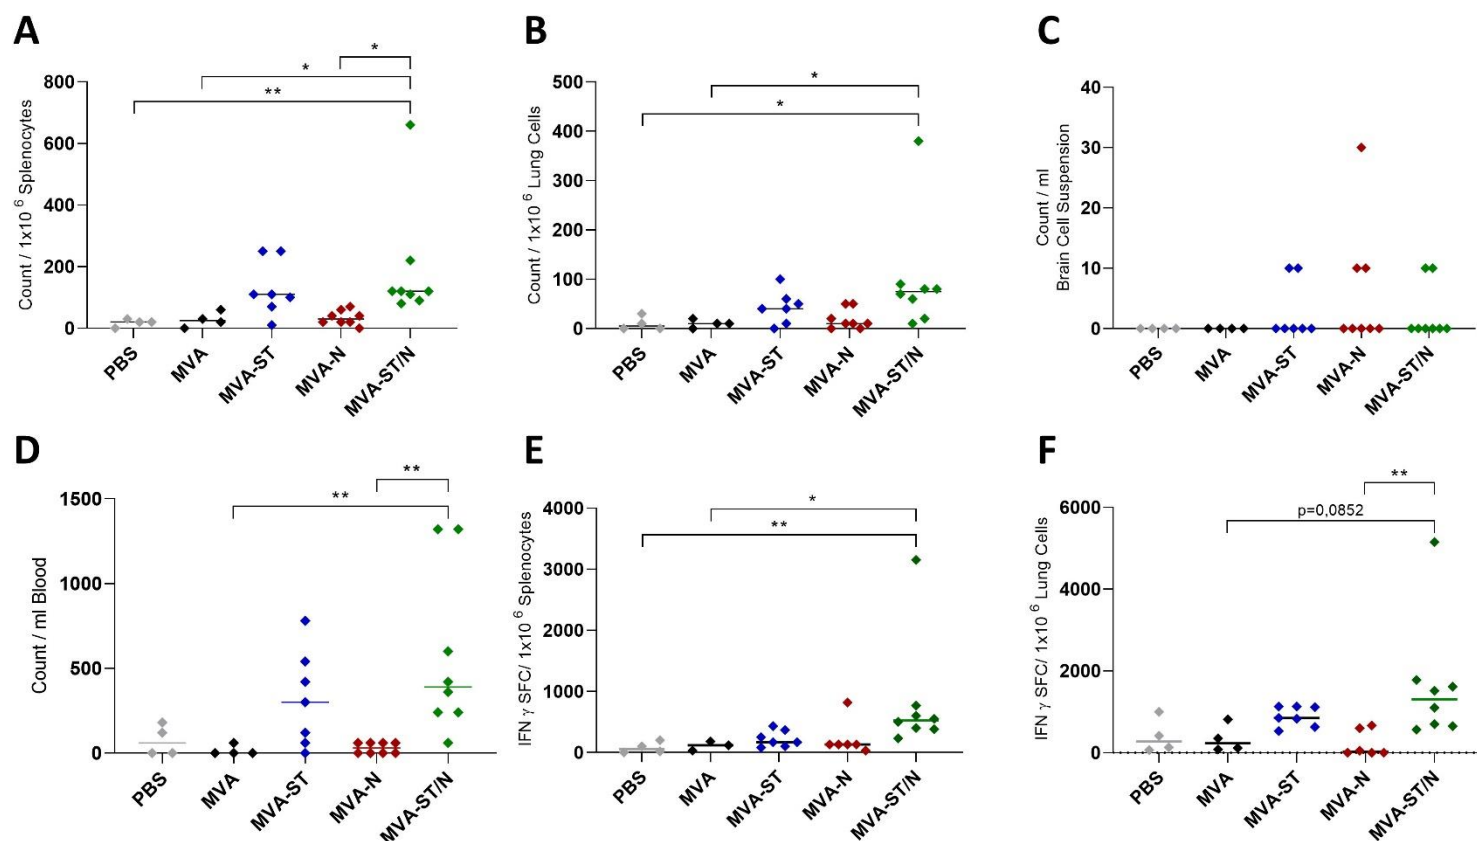 A
*
*
**
800
600
400
200
0
Count / 1x10 6 Splenocytes
PBS
MVA
MVA-ST
MVA-N
MVA-ST/N
B
*
*
500
400
300
200
100
0
Count / 1x10 6 Lung Cells
PBS
MVA
MVA-ST
MVA-N
MVA-ST/N
C
40
30
20
10
0
Count / ml
Brain Cell Suspension
PBS
MVA
MVA-ST
MVA-N
MVA-ST/N
D
**
**
1500
1000
500
0
Count / ml Blood
PBS
MVA
MVA-ST
MVA-N
MVA-ST/N
E
*
**
4000
3000
2000
1000
0
IFN γ SFC/ 1x10 6 Splenocytes
PBS
MVA
MVA-ST
MVA-N
MVA-ST/N
F
**
p=0,0852
6000
4000
2000
0
IFN γ SFC/ 1x10 6 Lung Cells
PBS
MVA
MVA-ST
MVA-N
MVA-ST/N